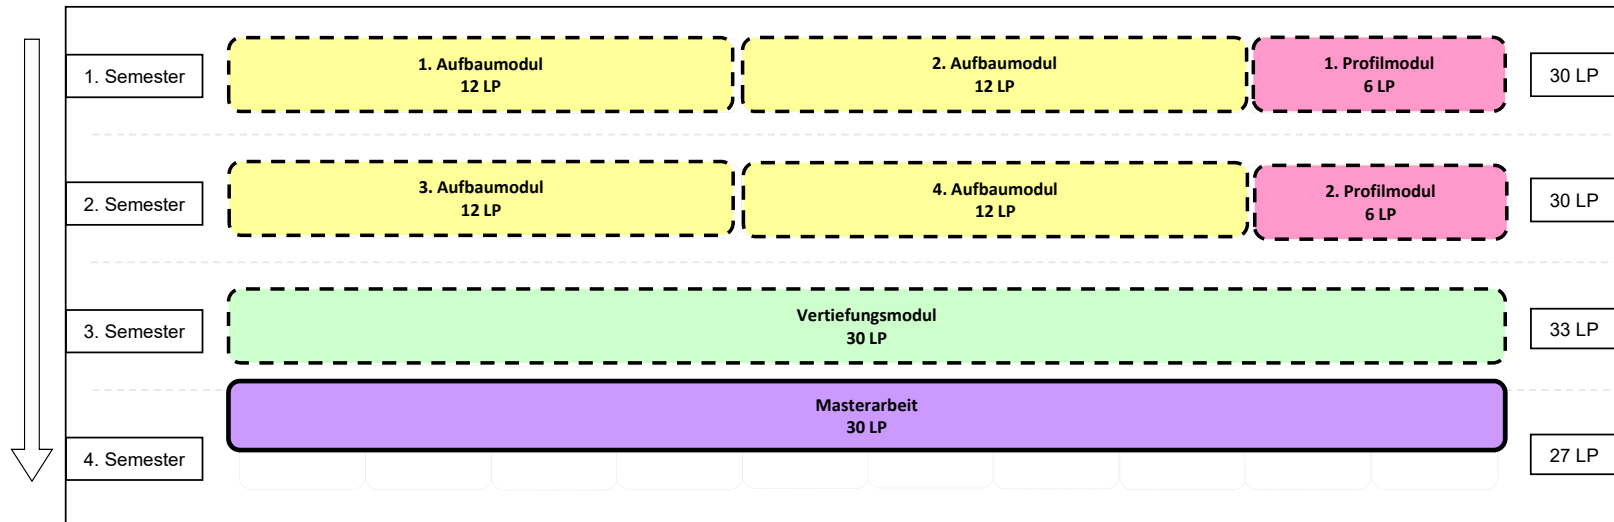 1. Semester
1. Aufbaumodul
12 LP
2. Aufbaumodul
12 LP
1. Profilmodul
6 LP
30 LP
2. Semester
3. Aufbaumodul
12 LP
4. Aufbaumodul
12 LP
2. Profilmodul
6 LP
30 LP
3. Semester
Vertiefungsmodul
30 LP
33 LP
4. Semester
Masterarbeit
30 LP
27 LP